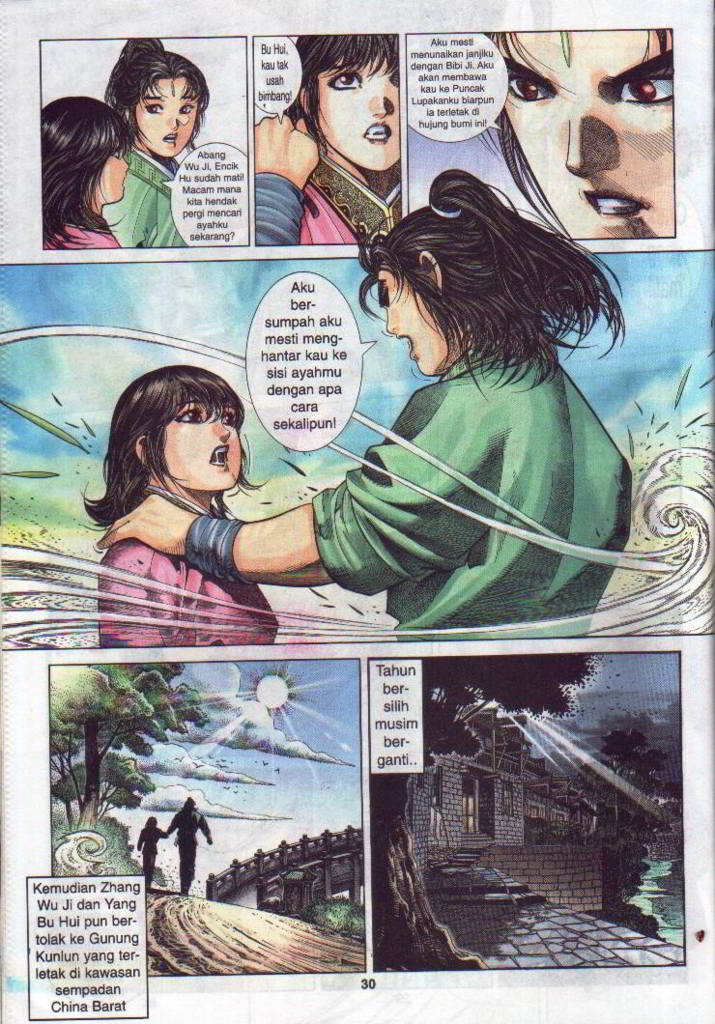 Abang
Wu Ji, Encik
Hu sudah mati!
Macam mana
kita hendak
pergi mencari
ayahku
sekarang?
Bu Hui,
kau tak
usah
bimbang!
Aku mesti
menunaikan janjiku
dengan Bibi Ji. Aku
akan membawa
kau ke Puncak
Lupakanku biarpun
ia terletak di
hujung bumi ini!
Aku
ber-
sumpah aku
mesti meng-
hantar kau ke
sisi ayahmu
dengan apa
cara
sekalipun!
Kemudian Zhang
Wu Ji dan Yang
Bu Hui pun ber-
tolak ke Gunung
Kunlun yang ter-
letak di kawasan
sempadan
China Barat
Tahun
ber-
silih
musim
ber-
ganti..
30